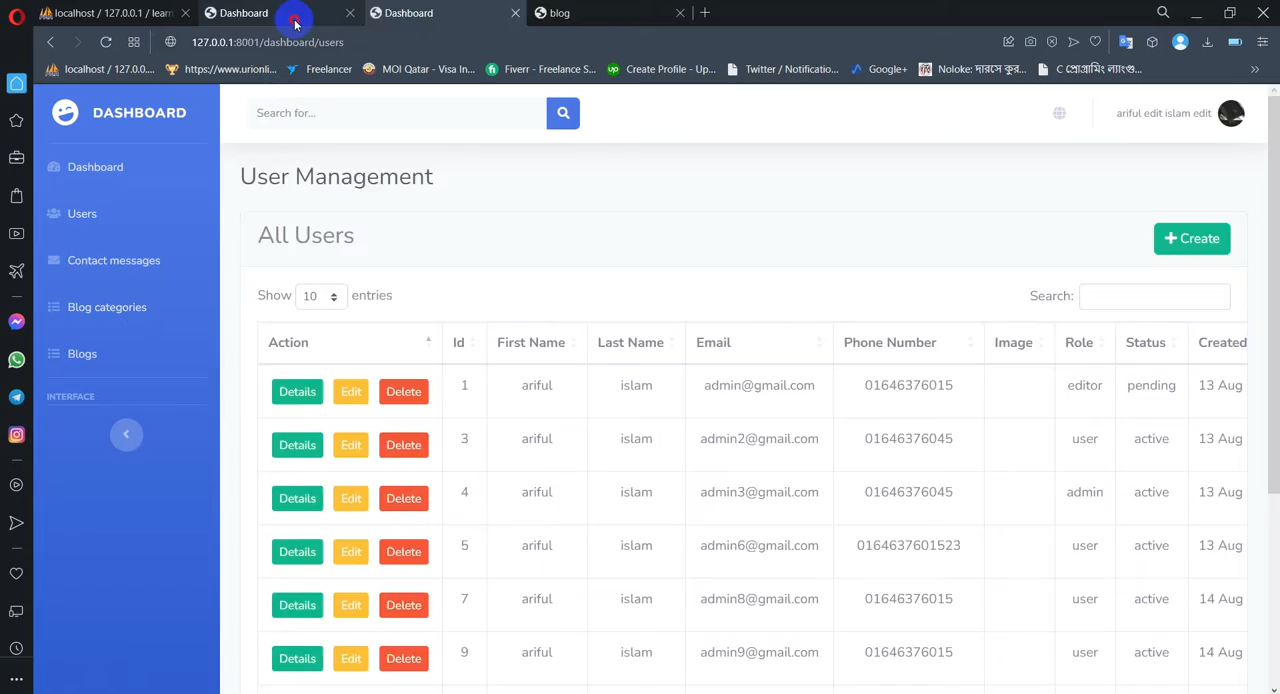 localhost / 127.0.0.1 / learn
Dashboard
Dashboard
blog
127.0.0.1:8001/dashboard/users
localhost / 127.0.0....
https://www.urionli...
Freelancer
MOI Qatar - Visa In...
Fiverr - Freelance S...
Create Profile - Up...
Twitter / Notificatio...
Google+
Noloke: দারসে কুর...
C প্রোগ্রামিং ল্যাংগু...
DASHBOARD
Search for...
ariful edit islam edit
Dashboard
Users
Contact messages
Blog categories
Blogs
INTERFACE
User Management
All Users
Create
Show 10 entries
Search:
Action Id First Name Last Name Email Phone Number Image Role Status Created
Details Edit Delete 1 ariful islam admin@gmail.com 01646376015 editor pending 13 Aug
Details Edit Delete 3 ariful islam admin2@gmail.com 01646376045 user active 13 Aug
Details Edit Delete 4 ariful islam admin3@gmail.com 01646376045 admin active 13 Aug
Details Edit Delete 5 ariful islam admin6@gmail.com 0164637601523 user active 13 Aug
Details Edit Delete 7 ariful islam admin8@gmail.com 01646376015 user active 14 Aug
Details Edit Delete 9 ariful islam admin9@gmail.com 01646376015 user active 14 Aug